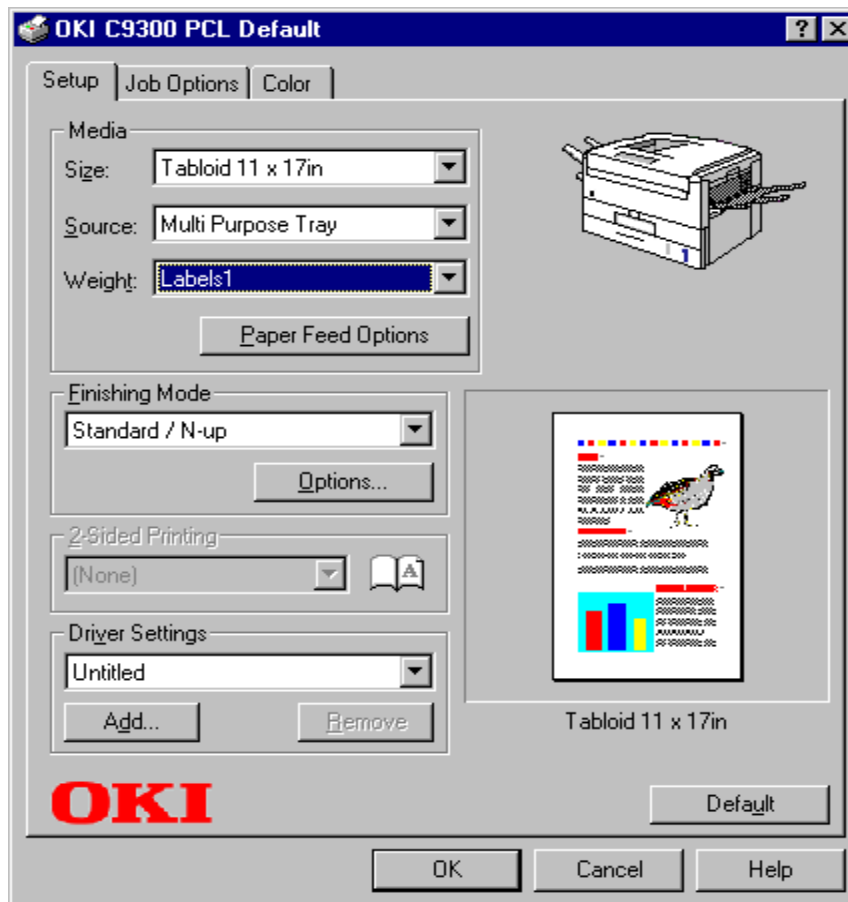 OKI C9300 PCL Default
Setup Job Options Color
Media
Size: Tabloid 11 x 17in
Source: Multi Purpose Tray
Weight: Labels1
Paper Feed Options
1
Finishing Mode
Standard / N-up
Options...
2-Sided Printing
(None)
A
Driver Settings
Untitled
Add... Remove
Tabloid 11 x 17in
OKI
Default
OK Cancel Help